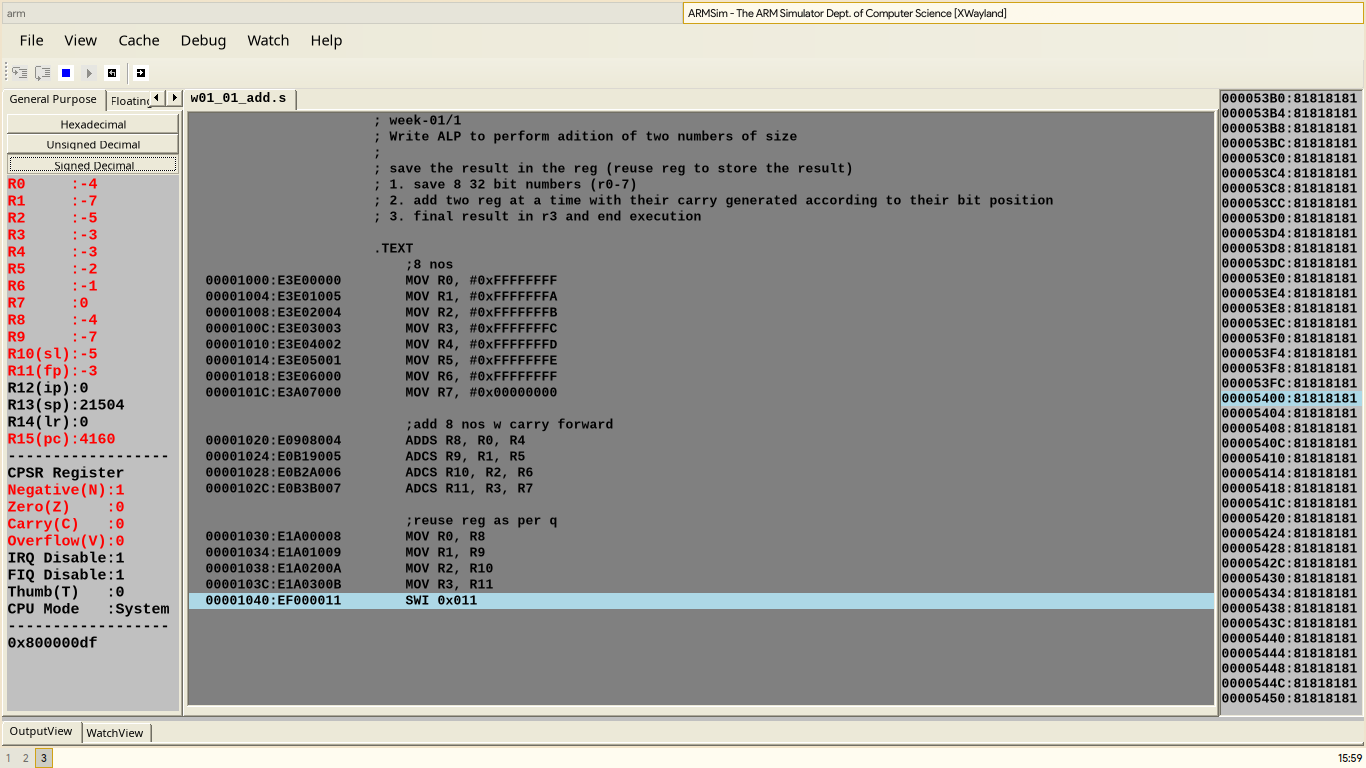 arm
ARMSim - The ARM Simulator Dept. of Computer Science [XWayland]
File View Cache Debug Watch Help
General Purpose
Floating
w01_01_add.s
Hexadecimal
Unsigned Decimal
Signed Decimal
R0 :-4
R1 :-7
R2 :-5
R3 :-3
R4 :-3
R5 :-2
R6 :-1
R7 :0
R8 :-4
R9 :-7
R10(sl):-5
R11(fp):-3
R12(ip):0
R13(sp):21504
R14(lr):0
R15(pc):4160
------------------
CPSR Register
Negative(N):1
Zero(Z) :0
Carry(C) :0
Overflow(V):0
IRQ Disable:1
FIQ Disable:1
Thumb(T) :0
CPU Mode :System
------------------
0x800000df
; week-01/1
; Write ALP to perform adition of two numbers of size
;
; save the result in the reg (reuse reg to store the result)
; 1. save 8 32 bit numbers (r0-7)
; 2. add two reg at a time with their carry generated according to their bit position
; 3. final result in r3 and end execution
.TEXT
;8 nos
00001000:E3E00000 MOV R0, #0xFFFFFFFF
00001004:E3E01005 MOV R1, #0xFFFFFFFA
00001008:E3E02004 MOV R2, #0xFFFFFFFB
0000100C:E3E03003 MOV R3, #0xFFFFFFFC
00001010:E3E04002 MOV R4, #0xFFFFFFFD
00001014:E3E05001 MOV R5, #0xFFFFFFFE
00001018:E3E06000 MOV R6, #0xFFFFFFFF
0000101C:E3A07000 MOV R7, #0x00000000
;add 8 nos w carry forward
00001020:E0908004 ADDS R8, R0, R4
00001024:E0B19005 ADCS R9, R1, R5
00001028:E0B2A006 ADCS R10, R2, R6
0000102C:E0B3B007 ADCS R11, R3, R7
;reuse reg as per q
00001030:E1A00008 MOV R0, R8
00001034:E1A01009 MOV R1, R9
00001038:E1A0200A MOV R2, R10
0000103C:E1A0300B MOV R3, R11
00001040:EF000011 SWI 0x011
000053B0:81818181
000053B4:81818181
000053B8:81818181
000053BC:81818181
000053C0:81818181
000053C4:81818181
000053C8:81818181
000053CC:81818181
000053D0:81818181
000053D4:81818181
000053D8:81818181
000053DC:81818181
000053E0:81818181
000053E4:81818181
000053E8:81818181
000053EC:81818181
000053F0:81818181
000053F4:81818181
000053F8:81818181
000053FC:81818181
00005400:81818181
00005404:81818181
00005408:81818181
0000540C:81818181
00005410:81818181
00005414:81818181
00005418:81818181
0000541C:81818181
00005420:81818181
00005424:81818181
00005428:81818181
0000542C:81818181
00005430:81818181
00005434:81818181
00005438:81818181
0000543C:81818181
00005440:81818181
00005444:81818181
00005448:81818181
0000544C:81818181
00005450:81818181
OutputView
WatchView
1 2 3
15:59